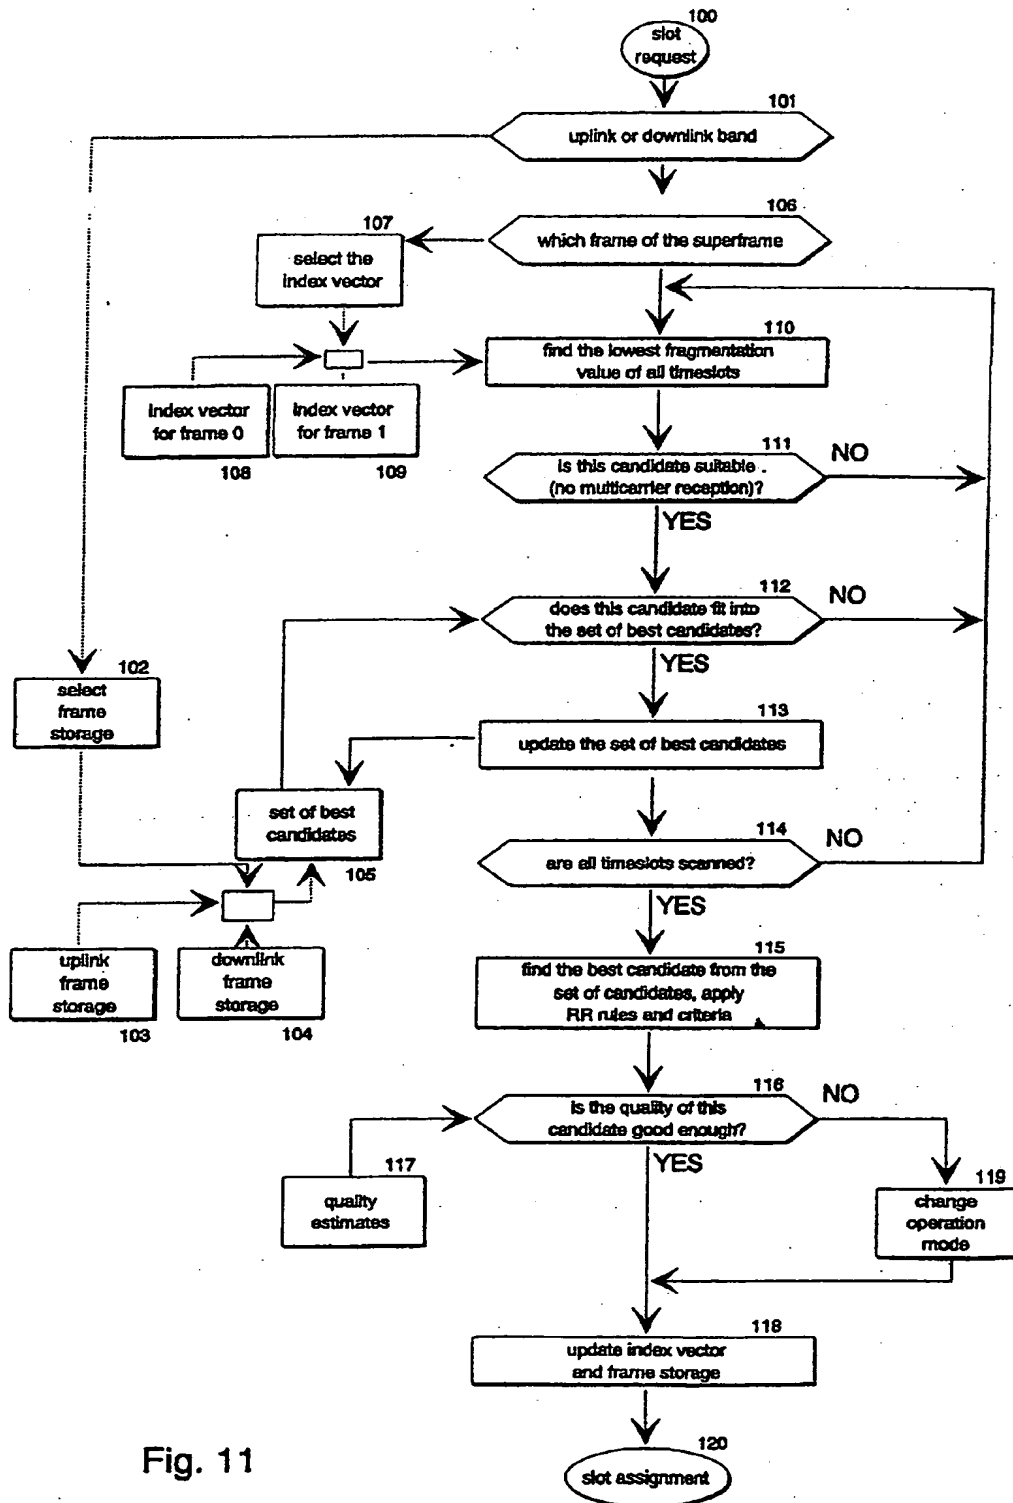 100
slot
request
101
uplink or downlink band
106
which frame of the superframe
107
select the
index vector
110
find the lowest fragmentation
value of all timeslots
index vector
for frame 0
108
index vector
for frame 1
109
111
is this candidate suitable
(no multicarrier reception)?
NO
YES
112
does this candidate fit into
the set of best candidates?
NO
YES
102
select
frame
storage
113
update the set of best candidates
set of best
candidates
105
114
are all timeslots scanned?
NO
YES
uplink
frame
storage
103
downlink
frame
storage
104
115
find the best candidate from the
set of candidates, apply
RR rules and criteria
116
is the quality of this
candidate good enough?
NO
YES
117
quality
estimates
119
change
operation
mode
118
update index vector
and frame storage
120
slot assignment
Fig. 11